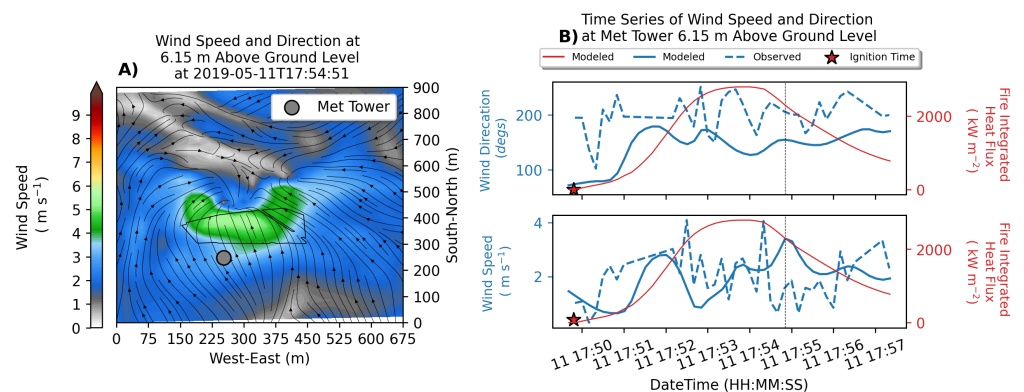 Wind Speed and Direction at
6.15 m Above Ground Level
at 2019-05-11T17:54:51
A)
Met Tower
Wind Speed
( m s⁻¹)
9
8
7
6
5
4
3
2
1
0
900
800
700
600
500
400
300
200
100
0
South-North (m)
0 75 150 225 300 375 450 525 600 675
West-East (m)
Time Series of Wind Speed and Direction
B) at Met Tower 6.15 m Above Ground Level
Modeled Modeled Observed Ignition Time
Wind Direcation
(degs)
200
100
2000
0
Fire Integrated
Heat Flux
( kW m⁻²)
Wind Speed
( m s⁻¹)
4
2
2000
0
Fire Integrated
Heat Flux
( kW m⁻²)
11 17:50 11 17:51 11 17:52 11 17:53 11 17:54 11 17:55 11 17:56 11 17:57
DateTime (HH:MM:SS)